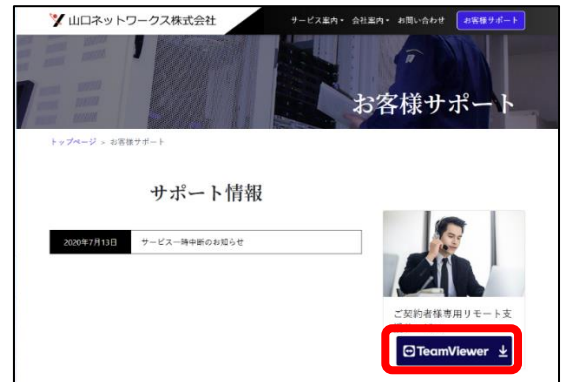 山口ネットワークス株式会社
サービス案内・ 会社案内・ お問い合わせ お客様サポート
お客様サポート
トップページ > お客様サポート
サポート情報
2020年7月13日 サービス一時中断のお知らせ
ご契約者様専用リモート支
TeamViewer